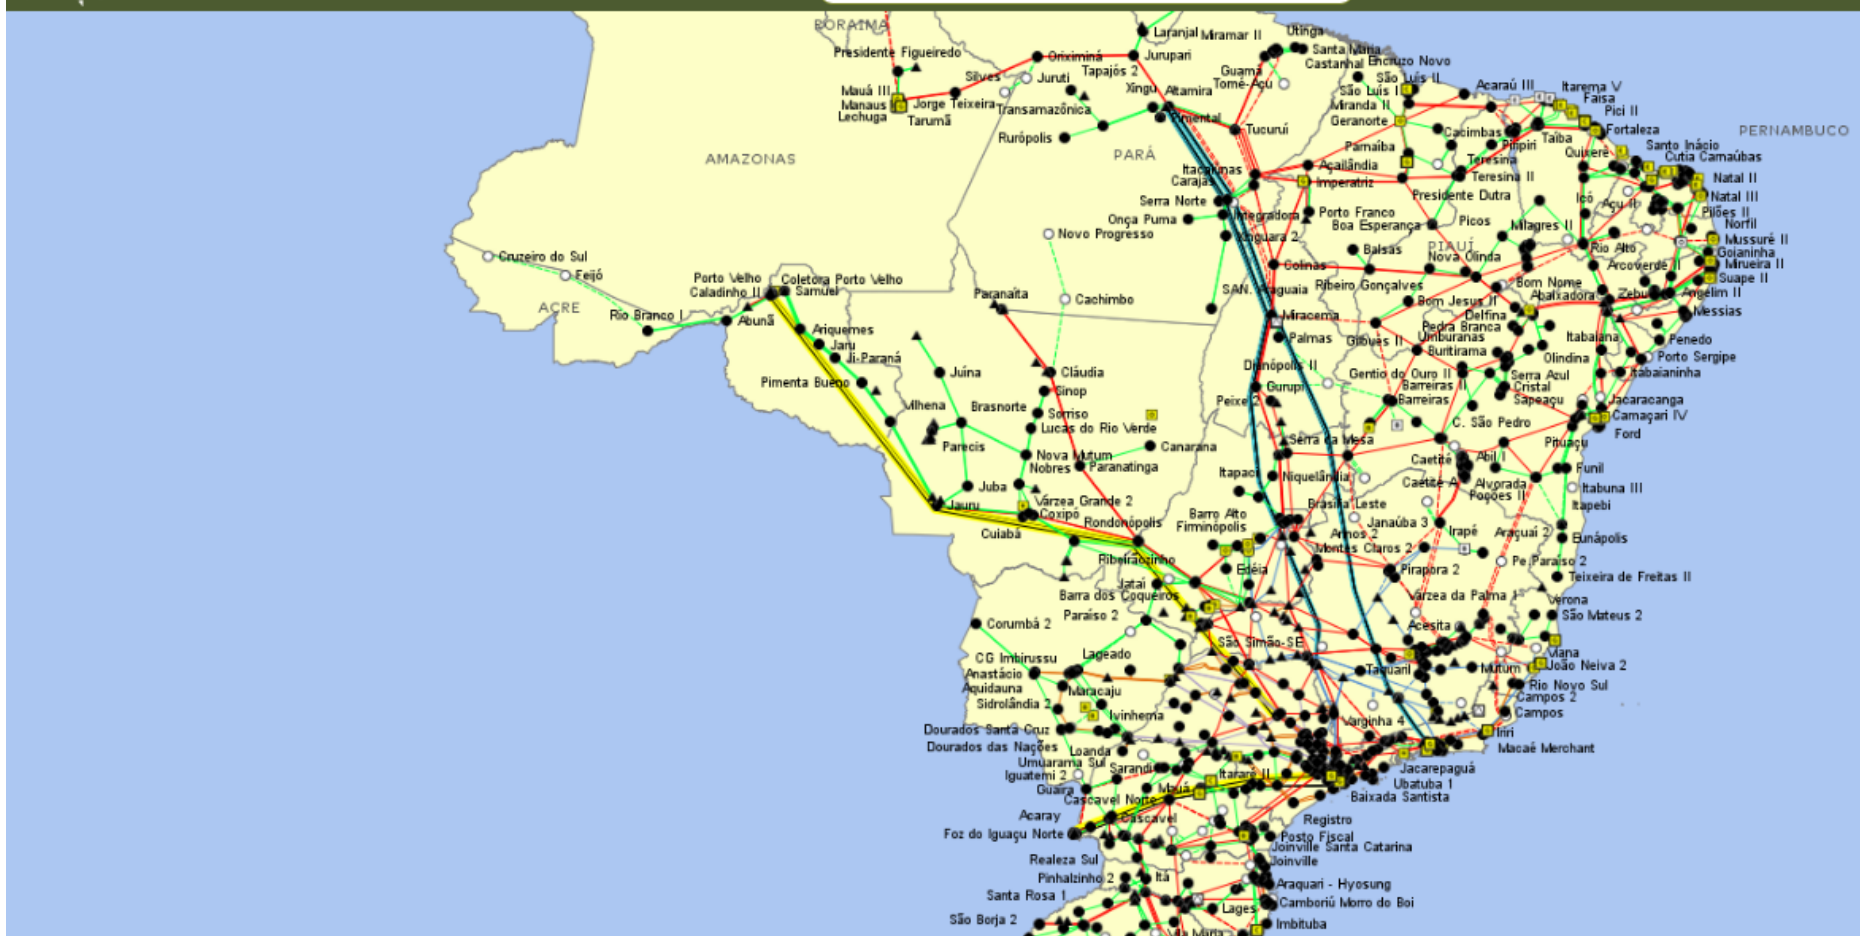 RORAIMA
Laranjal
Miramar II
Utinga
Presidente Figueiredo
Oriximiná
Jurupari
Santa Maria
Castanhal
Encruzo Novo
Silves
Juruti
Tapajós 2
Guamá
Tomé-Açu
São Luís II
Acaraú III
Itarema V
Mauá III
Xingu
Altamira
São Luís I
Faisa
Manaus
Jorge Teixeira
Transamazônica
Miranda II
Pici II
Lechuga
Tarumã
Pimental
Geranorte
Fortaleza
PERNAMBUCO
Rurópolis
Tucuruí
Cacimbas
Taíba
AMAZONAS
PARÁ
Parnaíba
Piripiri
Quixerê
Santo Inácio
Açailândia
Teresina
Cutia Carnaúbas
Itacaiúnas
Carajás
Imperatriz
Teresina II
Natal II
Serra Norte
Presidente Dutra
Icó
Açu II
Natal III
Onça Puma
Integradora
Porto Franco
Pilões II
Boa Esperança
Picos
Milagres II
Norfil
Novo Progresso
Xinguara 2
PIAUÍ
Mussuré II
Cruzeiro do Sul
Balsas
Nova Olinda
Rio Alto
Goianinha
Feijó
Colinas
Arcoverde II
Mirueira II
Porto Velho
Coletora Porto Velho
Suape II
Caladinho II
Samuel
Paranaíta
Cachimbo
SAN. Araguaia
Ribeiro Gonçalves
Bom Nome
Abaixadora
Zebu
Angelim II
ACRE
Bom Jesus II
Rio Branco I
Abunã
Miracema
Delfina
Messias
Ariquemes
Palmas
Gilbués II
Pedra Branca
Umburanas
Itabaiana
Penedo
Jaru
Buritirama
Olindina
Porto Sergipe
Ji-Paraná
Dianópolis II
Gentio do Ouro II
Serra Azul
Itabaianinha
Pimenta Bueno
Juína
Cláudia
Gurupi
Barreiras II
Cristal
Sinop
Peixe 2
Barreiras
Sapeaçu
Jacaracanga
Vilhena
Brasnorte
Sorriso
Camaçari IV
Lucas do Rio Verde
C. São Pedro
Ford
Parecis
Canarana
Serra da Mesa
Pituaçu
Nova Mutum
Caetité
Abil I
Nobres
Paranatinga
Itapaci
Niquelândia
Funil
Juba
Alvorada
Itabuna III
Jauru
Várzea Grande 2
Poções II
Coxipó
Brasília Leste
Itapebi
Cuiabá
Rondonópolis
Barro Alto
Janaúba 3
Firminópolis
Arinos 2
Irapé
Araçuaí 2
Eunápolis
Montes Claros 2
Ribeirãozinho
Edéia
Pirapora 2
Pe Paraíso 2
Jataí
Teixeira de Freitas II
Barra dos Coqueiros
Várzea da Palma 1
Verona
Corumbá 2
Paraíso 2
Acesita
São Mateus 2
São Simão-SE
CG Imbirussu
Lageado
Viana
Anastácio
Taquaril
Mutum
João Neiva 2
Aquidauna
Maracaju
Rio Novo Sul
Sidrolândia 2
Campos 2
Ivinhema
Varginha 4
Campos
Dourados Santa Cruz
Iriri
Dourados das Nações
Loanda
Macaé Merchant
Umuarama Sul
Sarandi
Itararé II
Jacarepaguá
Iguatemi 2
Ubatuba 1
Guaíra
Mauá
Baixada Santista
Cascavel Norte
Acaray
Cascavel
Registro
Foz do Iguaçu Norte
Posto Fiscal
Joinville Santa Catarina
Realeza Sul
Joinville
Pinhalzinho 2
Itá
Araquari - Hyosung
Santa Rosa 1
Camboriú Morro do Boi
Lages
São Borja 2
Imbituba